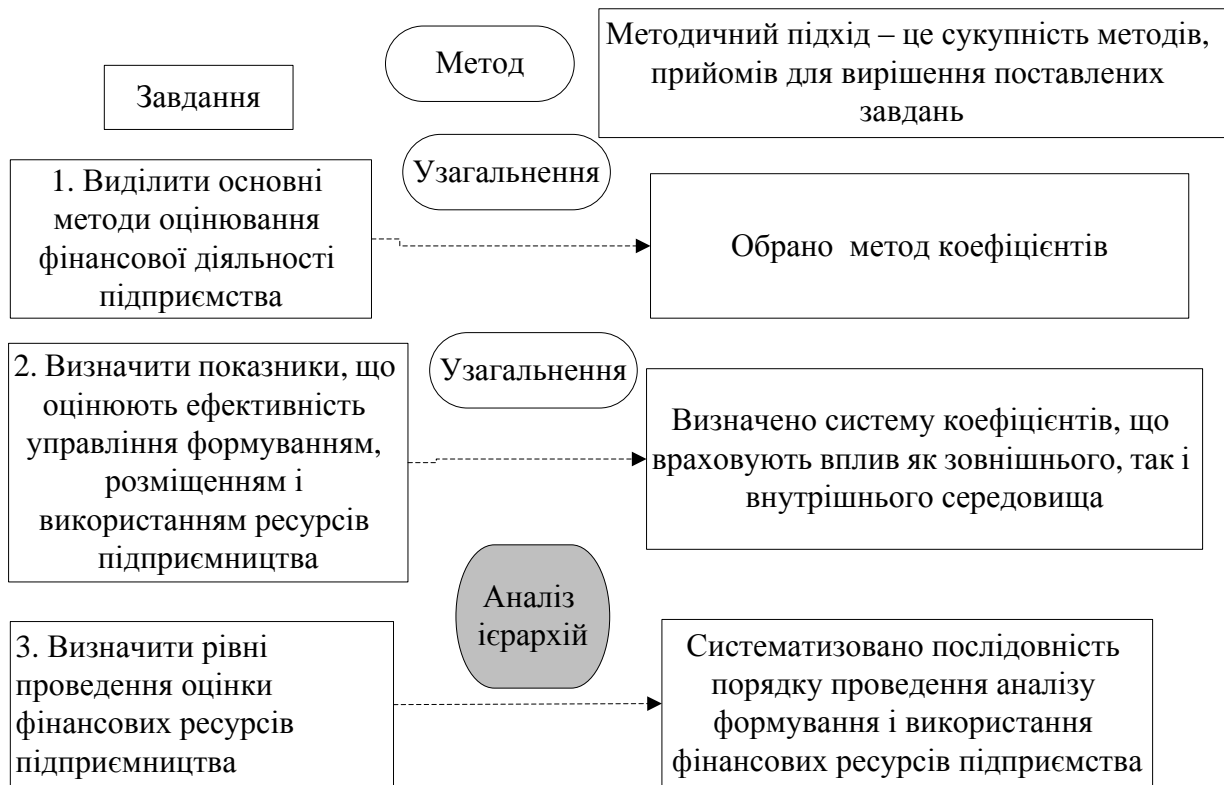 Завдання
Метод
Методичний підхід – це сукупність методів,
прийомів для вирішення поставлених
завдань
1. Виділити основні
методи оцінювання
фінансової діяльності
підприємства
Узагальнення
Обрано метод коефіцієнтів
2. Визначити показники, що
оцінюють ефективність
управління формуванням,
розміщенням і
використанням ресурсів
підприємництва
Узагальнення
Визначено систему коефіцієнтів, що
враховують вплив як зовнішнього, так і
внутрішнього середовища
3. Визначити рівні
проведення оцінки
фінансових ресурсів
підприємництва
Аналіз
ієрархій
Систематизовано послідовність
порядку проведення аналізу
формування і використання
фінансових ресурсів підприємства